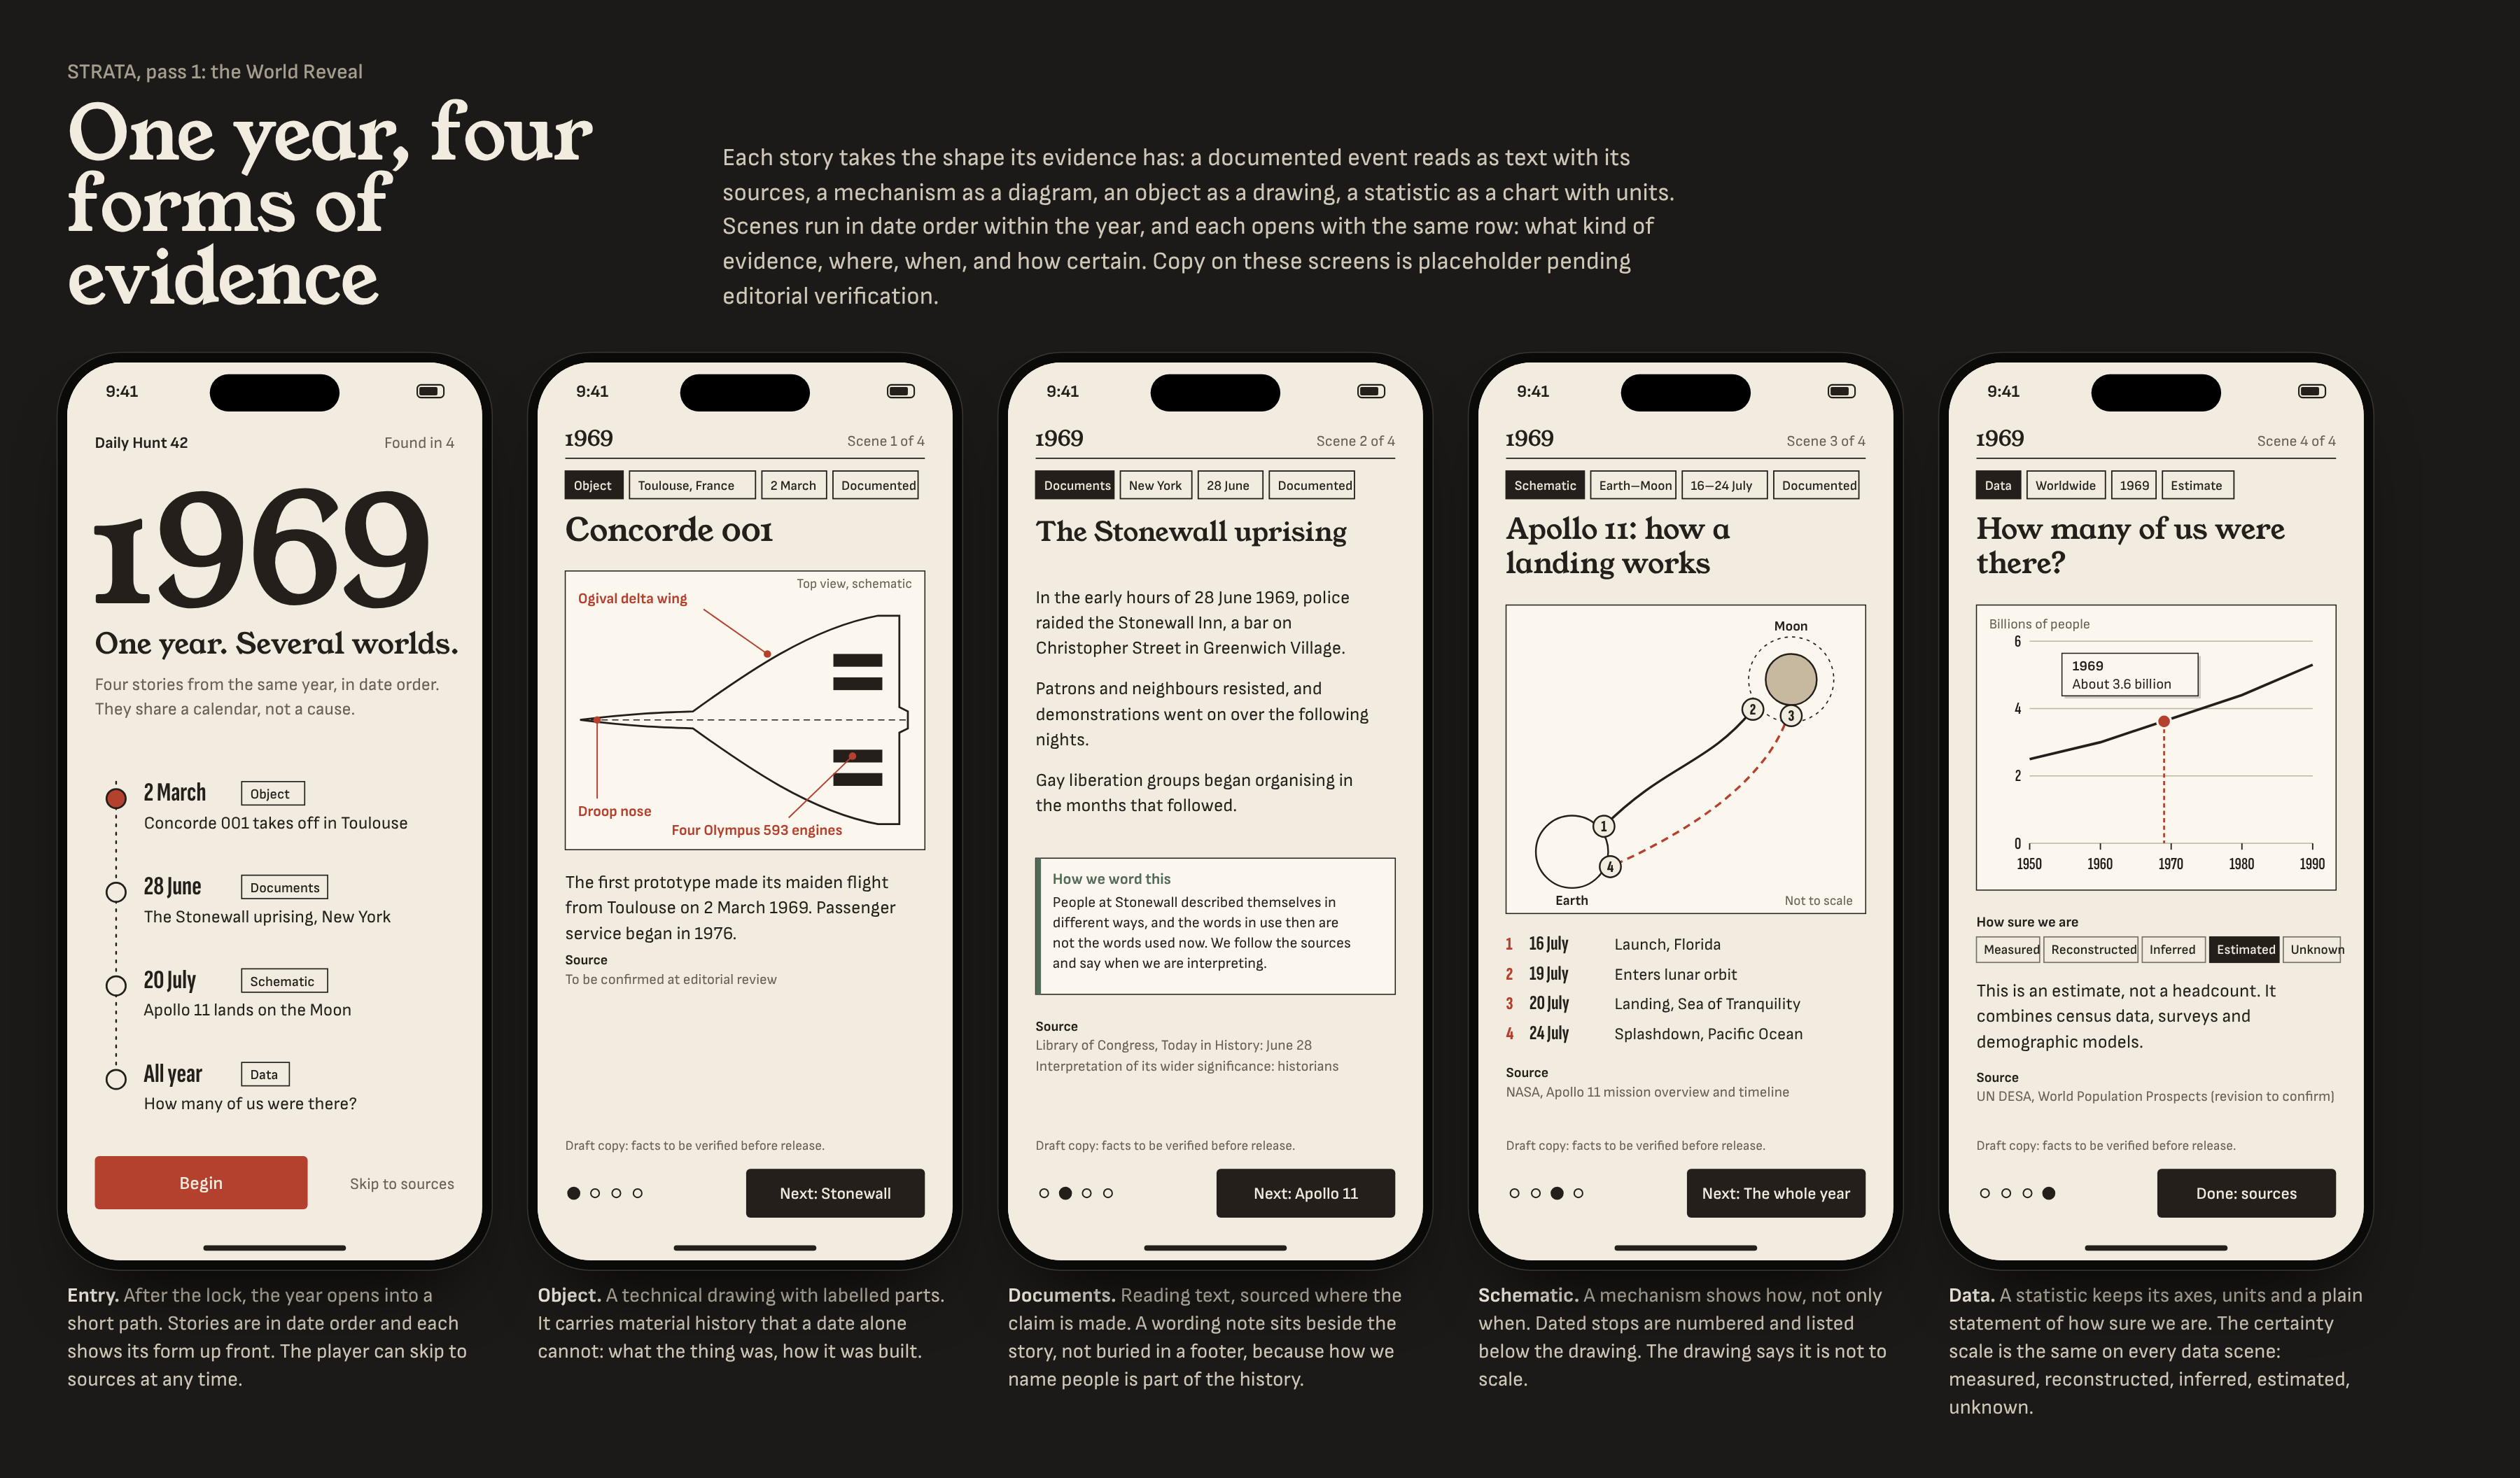 STRATA, pass 1: the World Reveal
One year, four
forms of
evidence
Each story takes the shape its evidence has: a documented event reads as text with its
sources, a mechanism as a diagram, an object as a drawing, a statistic as a chart with units.
Scenes run in date order within the year, and each opens with the same row: what kind of
evidence, where, when, and how certain. Copy on these screens is placeholder pending
editorial verification.
9:41
Daily Hunt 42
Found in 4
1969
One year. Several worlds.
Four stories from the same year, in date order.
They share a calendar, not a cause.
2 March
Object
Concorde 001 takes off in Toulouse
28 June
Documents
The Stonewall uprising, New York
20 July
Schematic
Apollo 11 lands on the Moon
All year
Data
How many of us were there?
Begin
Skip to sources
Entry. After the lock, the year opens into a
short path. Stories are in date order and each
shows its form up front. The player can skip to
sources at any time.
9:41
1969
Scene 1 of 4
Object
Toulouse, France
2 March
Documented
Concorde 001
Top view, schematic
Ogival delta wing
Droop nose
Four Olympus 593 engines
The first prototype made its maiden flight
from Toulouse on 2 March 1969. Passenger
service began in 1976.
Source
To be confirmed at editorial review
Draft copy: facts to be verified before release.
Next: Stonewall
Object. A technical drawing with labelled parts.
It carries material history that a date alone
cannot: what the thing was, how it was built.
9:41
1969
Scene 2 of 4
Documents
New York
28 June
Documented
The Stonewall uprising
In the early hours of 28 June 1969, police
raided the Stonewall Inn, a bar on
Christopher Street in Greenwich Village.
Patrons and neighbours resisted, and
demonstrations went on over the following
nights.
Gay liberation groups began organising in
the months that followed.
How we word this
People at Stonewall described themselves in
different ways, and the words in use then are
not the words used now. We follow the sources
and say when we are interpreting.
Source
Library of Congress, Today in History: June 28
Interpretation of its wider significance: historians
Draft copy: facts to be verified before release.
Next: Apollo 11
Documents. Reading text, sourced where the
claim is made. A wording note sits beside the
story, not buried in a footer, because how we
name people is part of the history.
9:41
1969
Scene 3 of 4
Schematic
Earth–Moon
16–24 July
Documented
Apollo 11: how a
landing works
Moon
2
3
1
4
Earth
Not to scale
1 16 July Launch, Florida
2 19 July Enters lunar orbit
3 20 July Landing, Sea of Tranquility
4 24 July Splashdown, Pacific Ocean
Source
NASA, Apollo 11 mission overview and timeline
Draft copy: facts to be verified before release.
Next: The whole year
Schematic. A mechanism shows how, not only
when. Dated stops are numbered and listed
below the drawing. The drawing says it is not to
scale.
9:41
1969
Scene 4 of 4
Data
Worldwide
1969
Estimate
How many of us were
there?
Billions of people
6
1969
About 3.6 billion
4
2
0
1950 1960 1970 1980 1990
How sure we are
Measured
Reconstructed
Inferred
Estimated
Unknown
This is an estimate, not a headcount. It
combines census data, surveys and
demographic models.
Source
UN DESA, World Population Prospects (revision to confirm)
Draft copy: facts to be verified before release.
Done: sources
Data. A statistic keeps its axes, units and a plain
statement of how sure we are. The certainty
scale is the same on every data scene:
measured, reconstructed, inferred, estimated,
unknown.